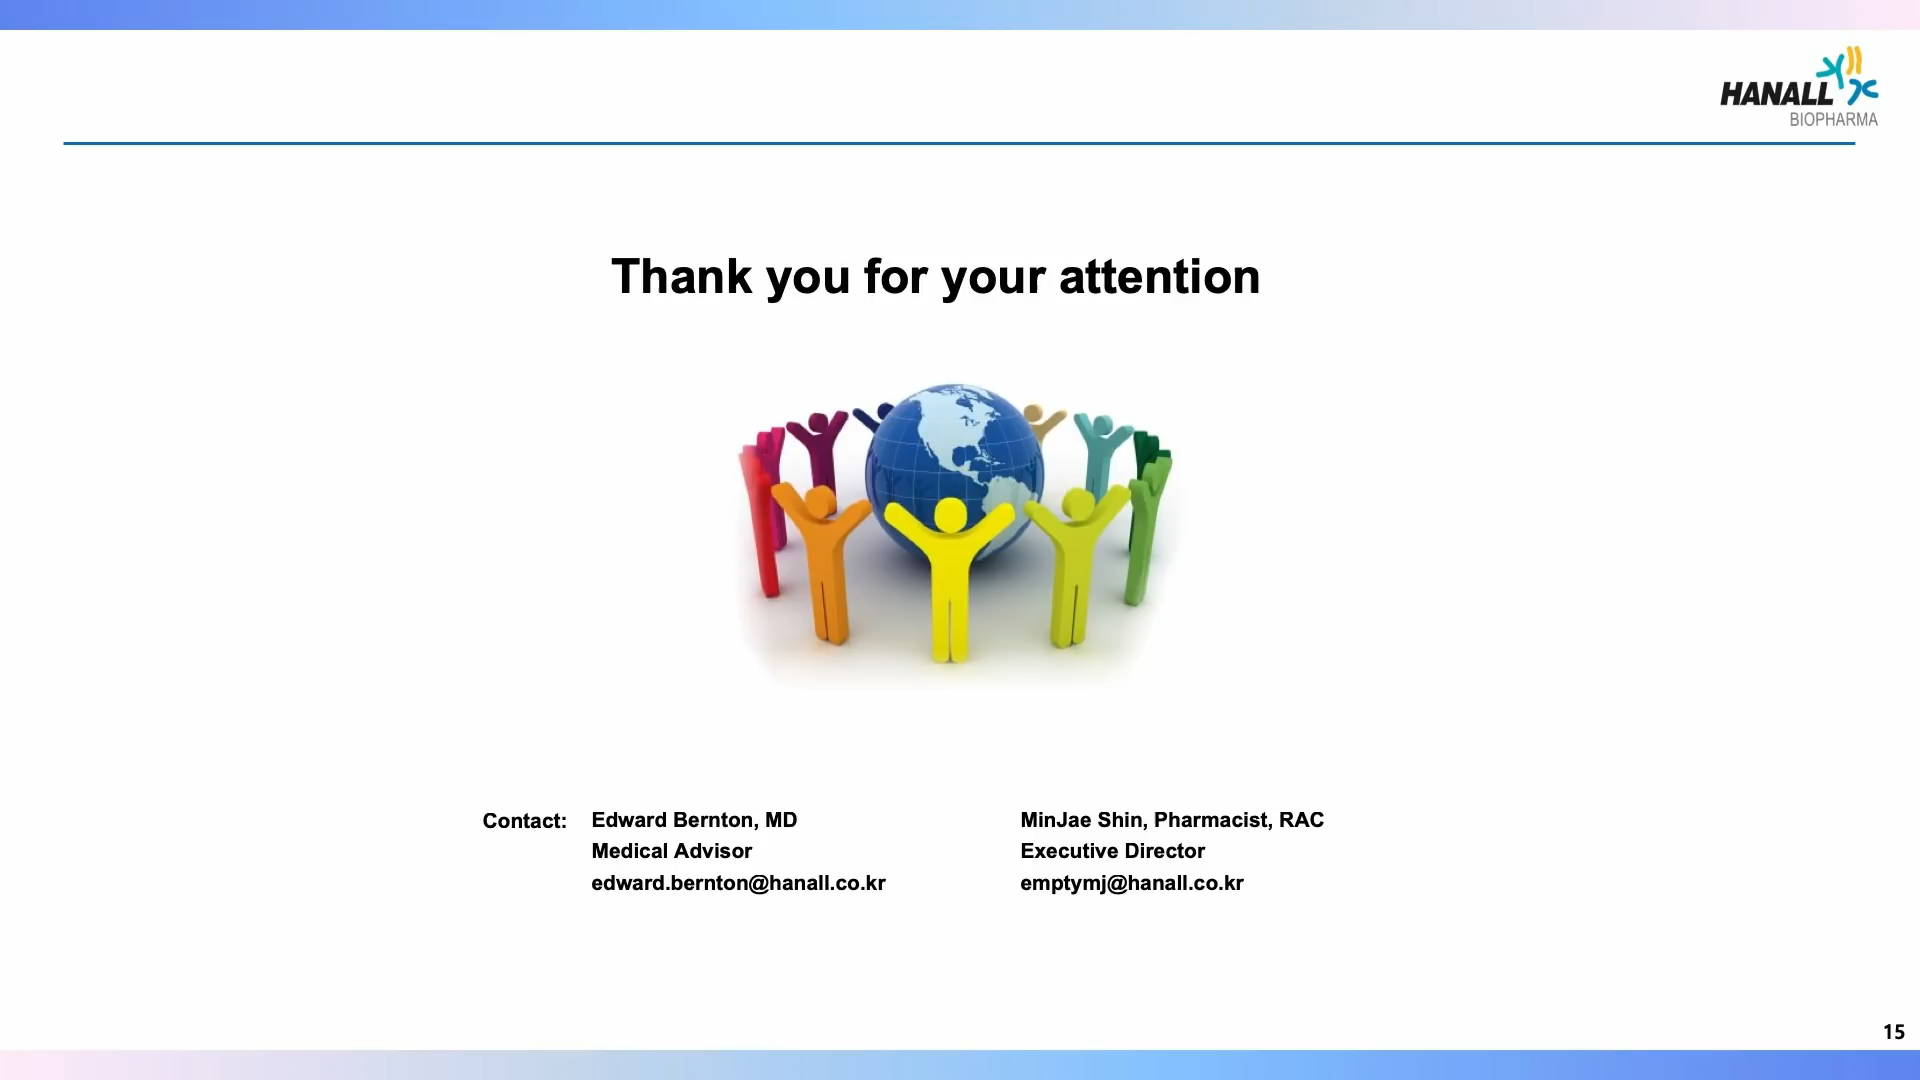 HANALL
BIOPHARMA
Thank you for your attention
Contact:
Edward Bernton, MD
Medical Advisor
edward.bernton@hanall.co.kr
MinJae Shin, Pharmacist, RAC
Executive Director
emptymj@hanall.co.kr
15